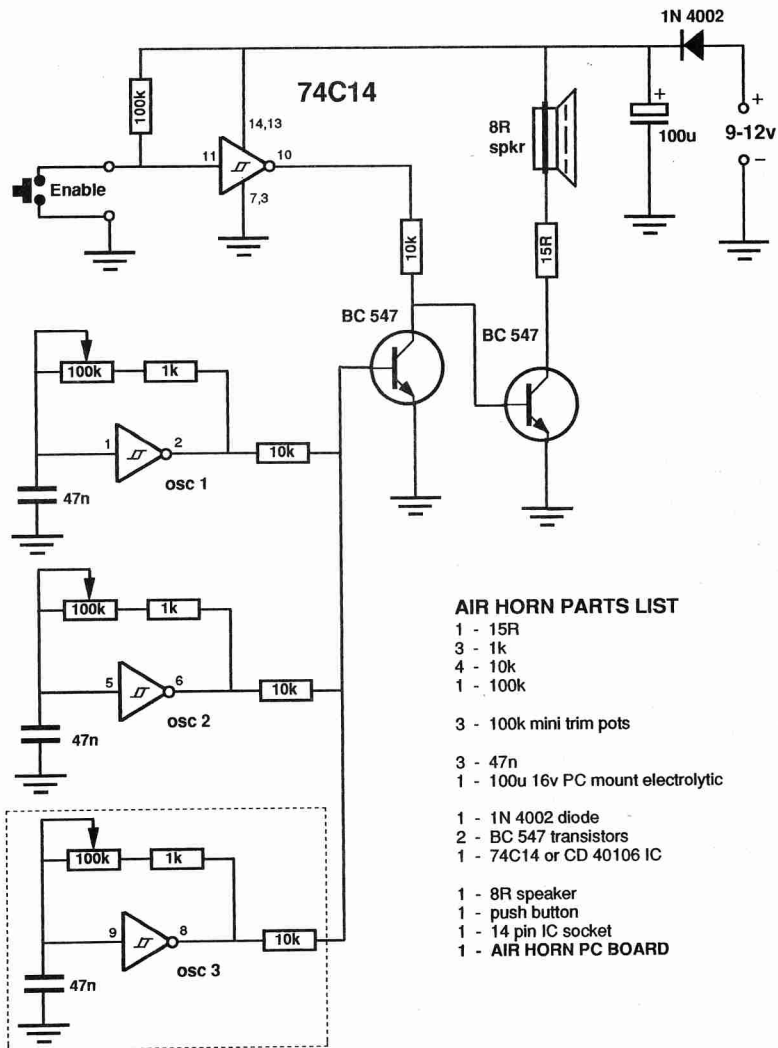 1N 4002
74C14
100k
14,13
11
10
7,3
Enable
8R
spkr
+
100u
+
9-12v
−
10k
15R
BC 547
BC 547
100k
1k
1
2
10k
osc 1
47n
100k
1k
5
6
10k
osc 2
47n
100k
1k
9
8
10k
osc 3
47n
AIR HORN PARTS LIST
1 - 15R
3 - 1k
4 - 10k
1 - 100k
3 - 100k mini trim pots
3 - 47n
1 - 100u 16v PC mount electrolytic
1 - 1N 4002 diode
2 - BC 547 transistors
1 - 74C14 or CD 40106 IC
1 - 8R speaker
1 - push button
1 - 14 pin IC socket
1 - AIR HORN PC BOARD